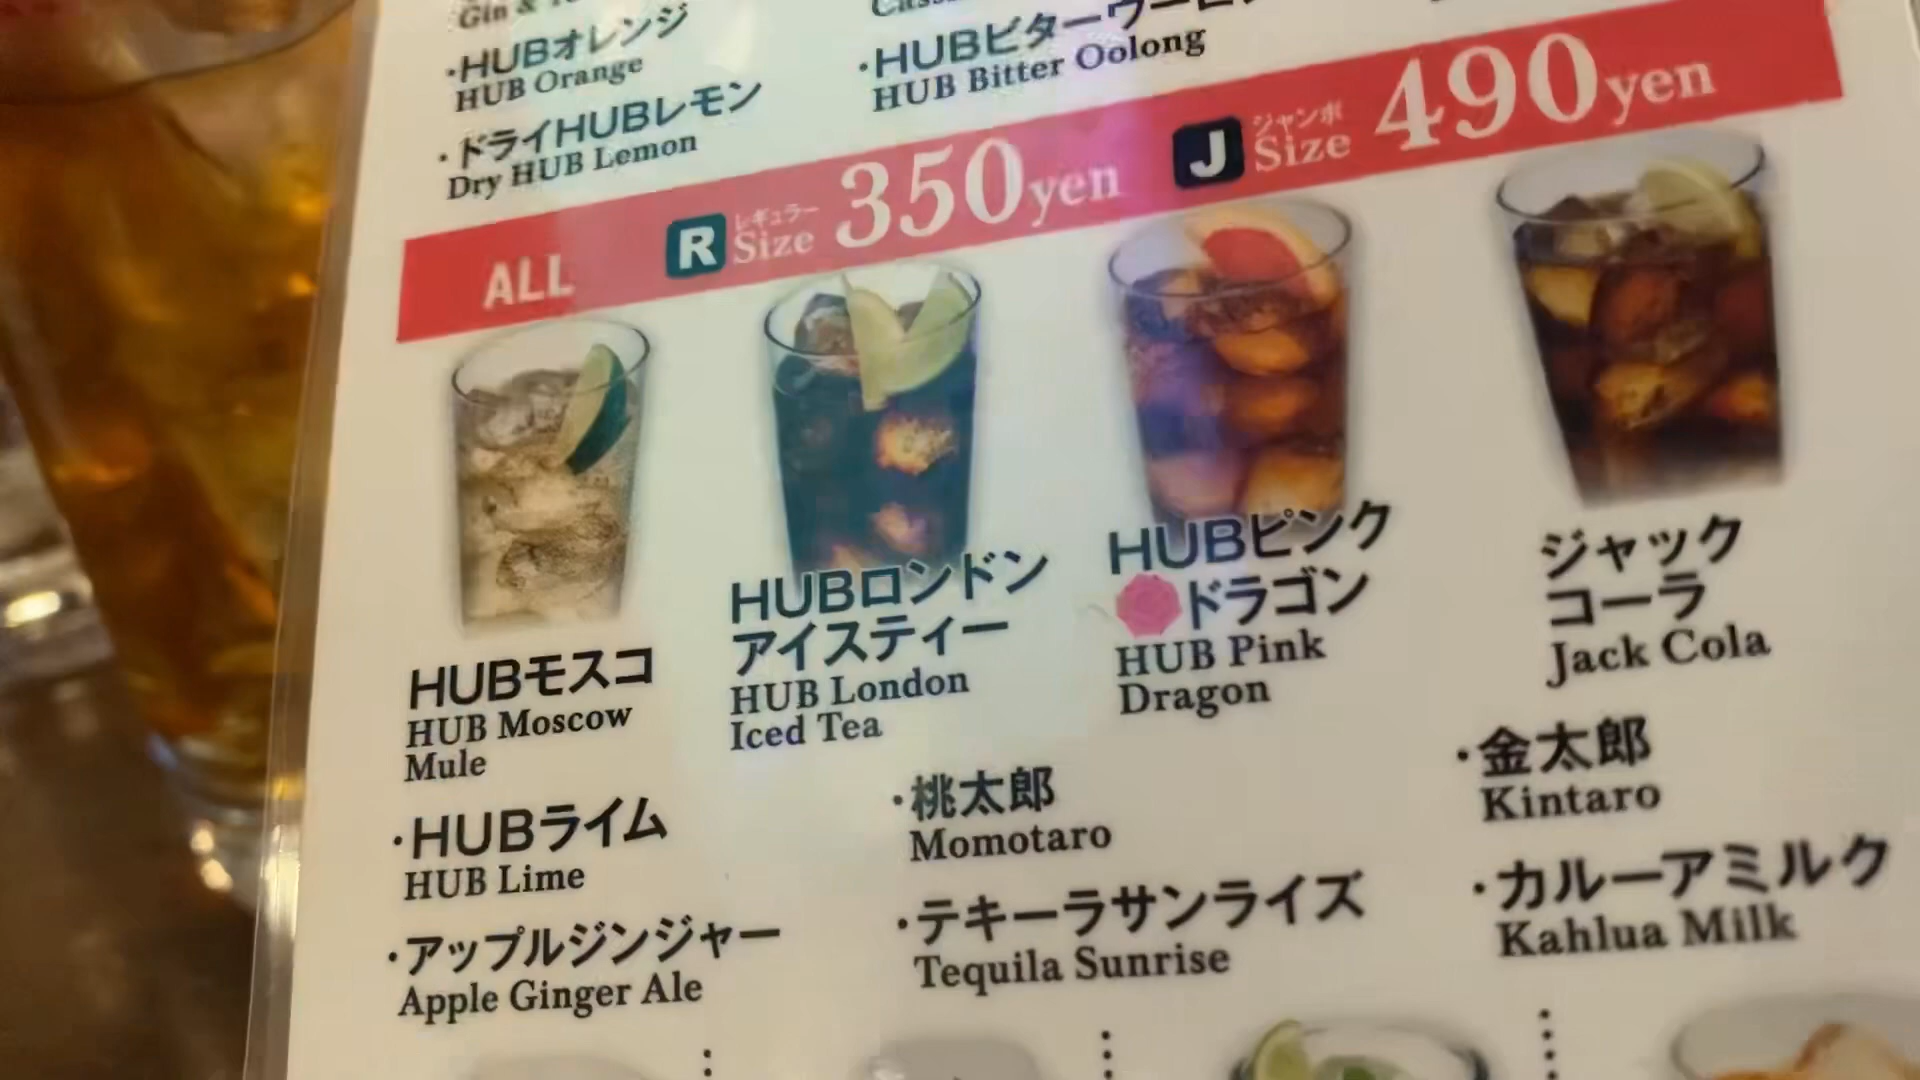 Gin &
・HUBオレンジ
HUB Orange
・ドライHUBレモン
Dry HUB Lemon
・HUBビターウーロン
HUB Bitter Oolong
ALL R レギュラー Size 350yen J ジャンボ Size 490yen
HUBモスコ
HUB Moscow
Mule
HUBロンドン
アイスティー
HUB London
Iced Tea
HUBピンク
ドラゴン
HUB Pink
Dragon
ジャック
コーラ
Jack Cola
・HUBライム
HUB Lime
・アップルジンジャー
Apple Ginger Ale
・桃太郎
Momotaro
・テキーラサンライズ
Tequila Sunrise
・金太郎
Kintaro
・カルーアミルク
Kahlua Milk